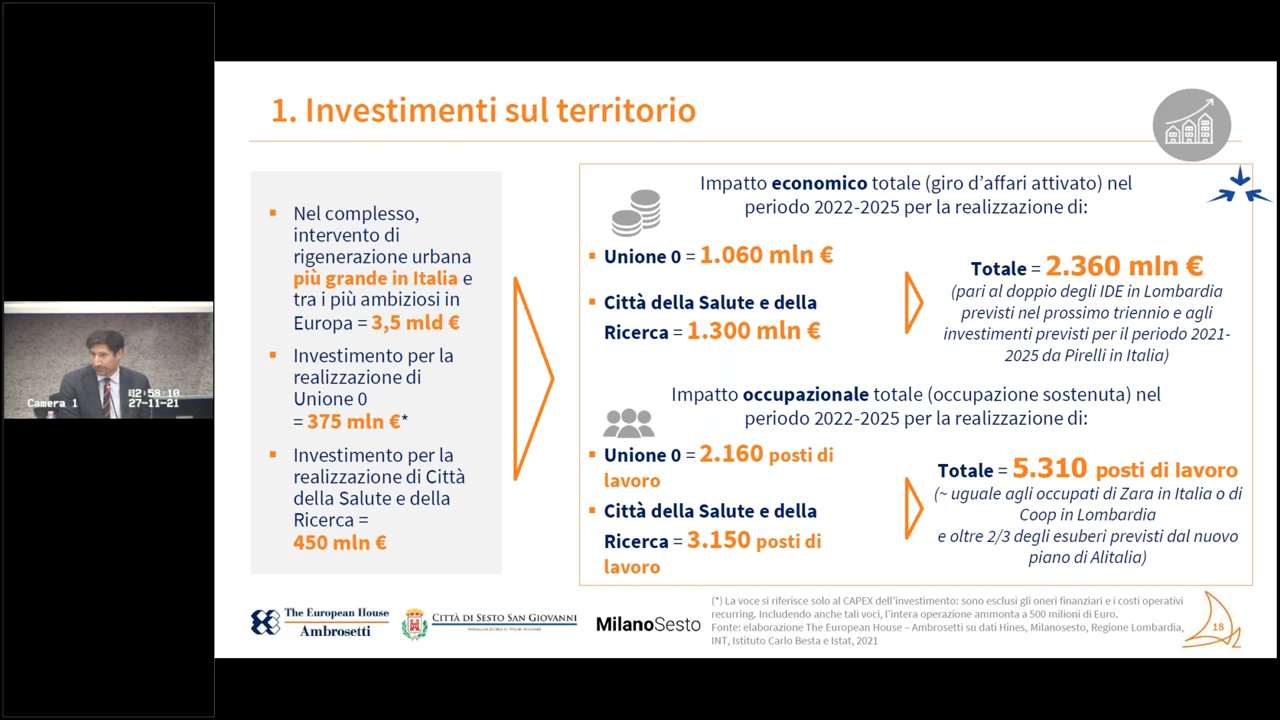 1. Investimenti sul territorio
Nel complesso,
intervento di
rigenerazione urbana
più grande in Italia e
tra i più ambiziosi in
Europa = 3,5 mld €
Investimento per la
realizzazione di
Unione 0
= 375 mln €*
Investimento per la
realizzazione di Città
della Salute e della
Ricerca =
450 mln €
Impatto economico totale (giro d'affari attivato) nel
periodo 2022-2025 per la realizzazione di:
Unione 0 = 1.060 mln €
Città della Salute e della
Ricerca = 1.300 mln €
Totale = 2.360 mln €
(pari al doppio degli IDE in Lombardia
previsti nel prossimo triennio e agli
investimenti previsti per il periodo 2021-
2025 da Pirelli in Italia)
Impatto occupazionale totale (occupazione sostenuta) nel
periodo 2022-2025 per la realizzazione di:
Unione 0 = 2.160 posti di
lavoro
Città della Salute e della
Ricerca = 3.150 posti di
lavoro
Totale = 5.310 posti di lavoro
(~ uguale agli occupati di Zara in Italia o di
Coop in Lombardia
e oltre 2/3 degli esuberi previsti dal nuovo
piano di Alitalia)
Camera 1
12:58:10
27-11-21
The European House
Ambrosetti
CITTÀ DI SESTO SAN GIOVANNI
MilanoSesto
(*) La voce si riferisce solo al CAPEX dell'investimento: sono esclusi gli oneri finanziari e i costi operativi
recurring. Includendo anche tali voci, l'intera operazione ammonta a 500 milioni di Euro.
Fonte: elaborazione The European House – Ambrosetti su dati Hines, Milanosesto, Regione Lombardia,
INT, Istituto Carlo Besta e Istat, 2021
18